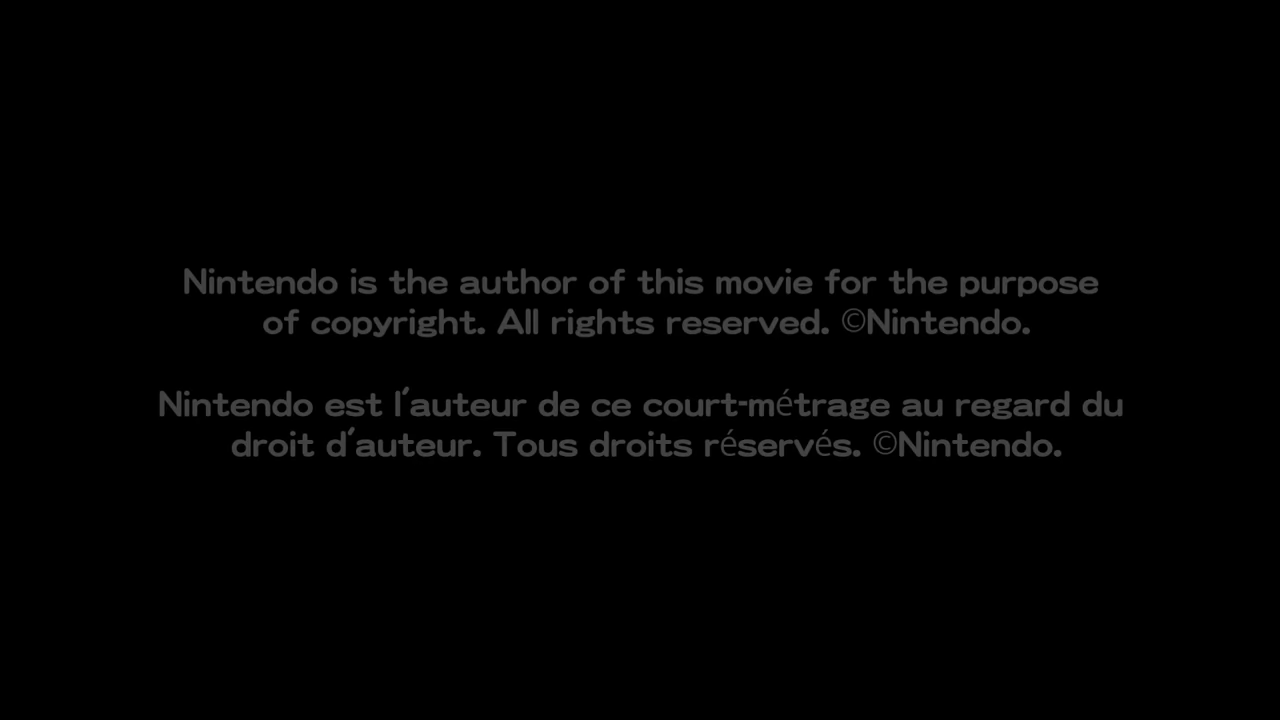 Nintendo is the author of this movie for the purpose
of copyright. All rights reserved. ©Nintendo.
Nintendo est l'auteur de ce court-métrage au regard du
droit d'auteur. Tous droits réservés. ©Nintendo.